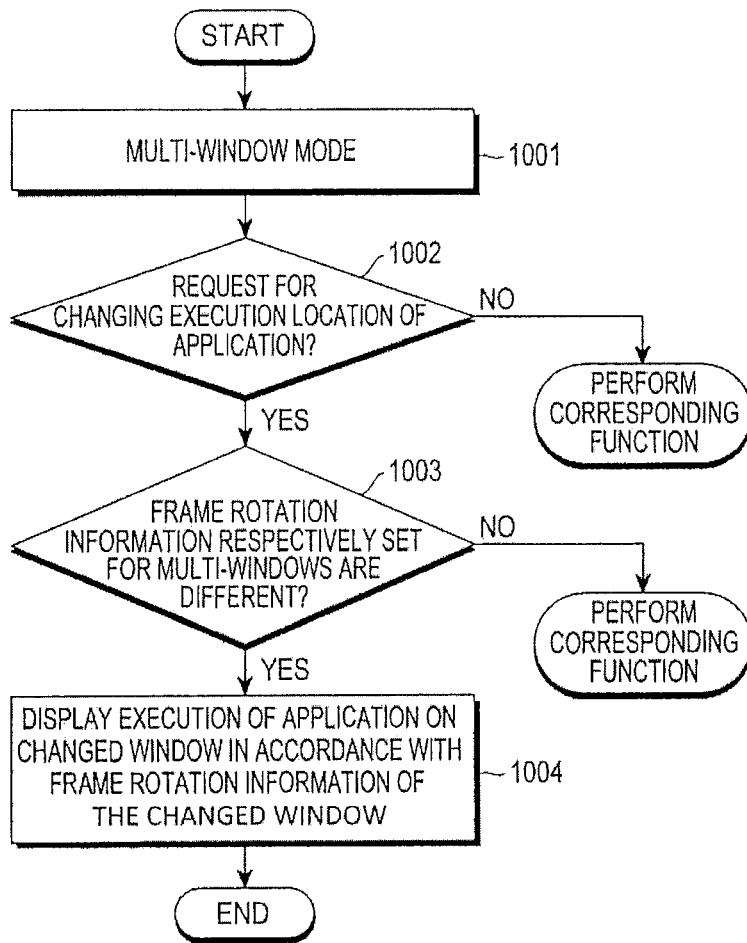 START
MULTI-WINDOW MODE
1001
1002
REQUEST FOR
CHANGING EXECUTION LOCATION OF
APPLICATION?
NO
PERFORM
CORRESPONDING
FUNCTION
YES
1003
FRAME ROTATION
INFORMATION RESPECTIVELY SET
FOR MULTI-WINDOWS ARE
DIFFERENT?
NO
PERFORM
CORRESPONDING
FUNCTION
YES
DISPLAY EXECUTION OF APPLICATION ON
CHANGED WINDOW IN ACCORDANCE WITH
FRAME ROTATION INFORMATION OF
THE CHANGED WINDOW
1004
END